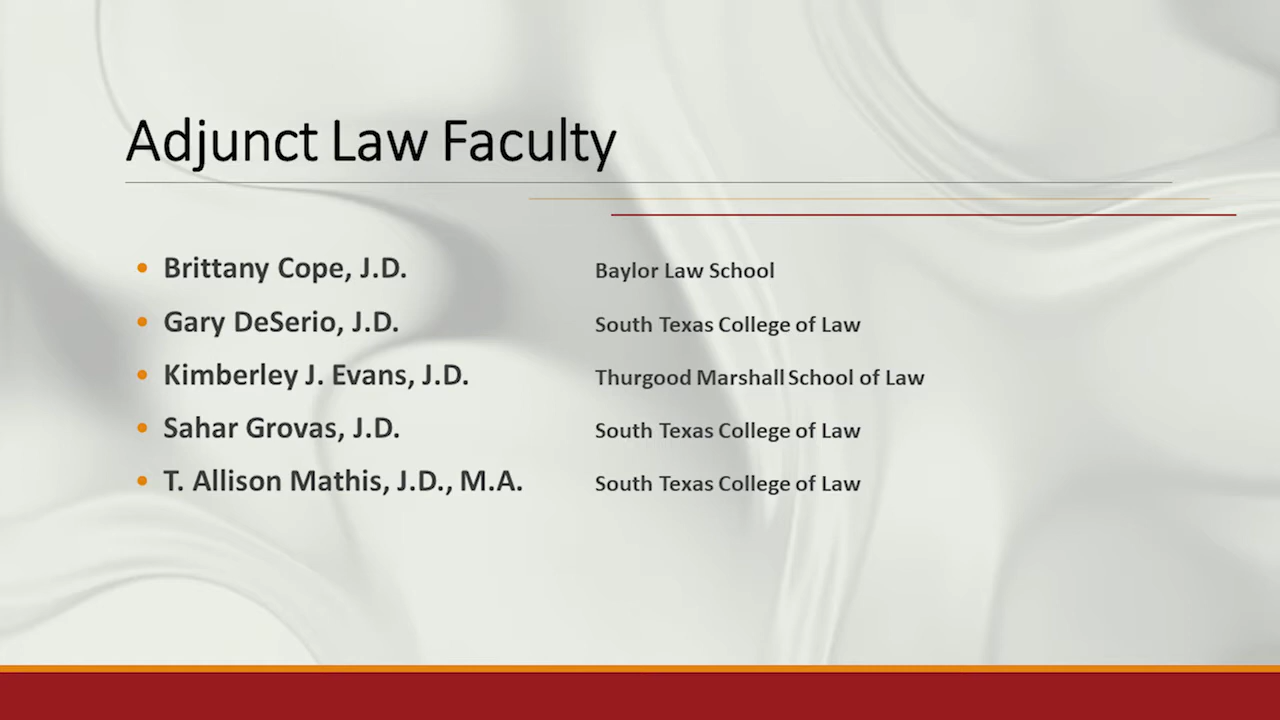 Adjunct Law Faculty
• Brittany Cope, J.D. Baylor Law School
• Gary DeSerio, J.D. South Texas College of Law
• Kimberley J. Evans, J.D. Thurgood Marshall School of Law
• Sahar Grovas, J.D. South Texas College of Law
• T. Allison Mathis, J.D., M.A. South Texas College of Law